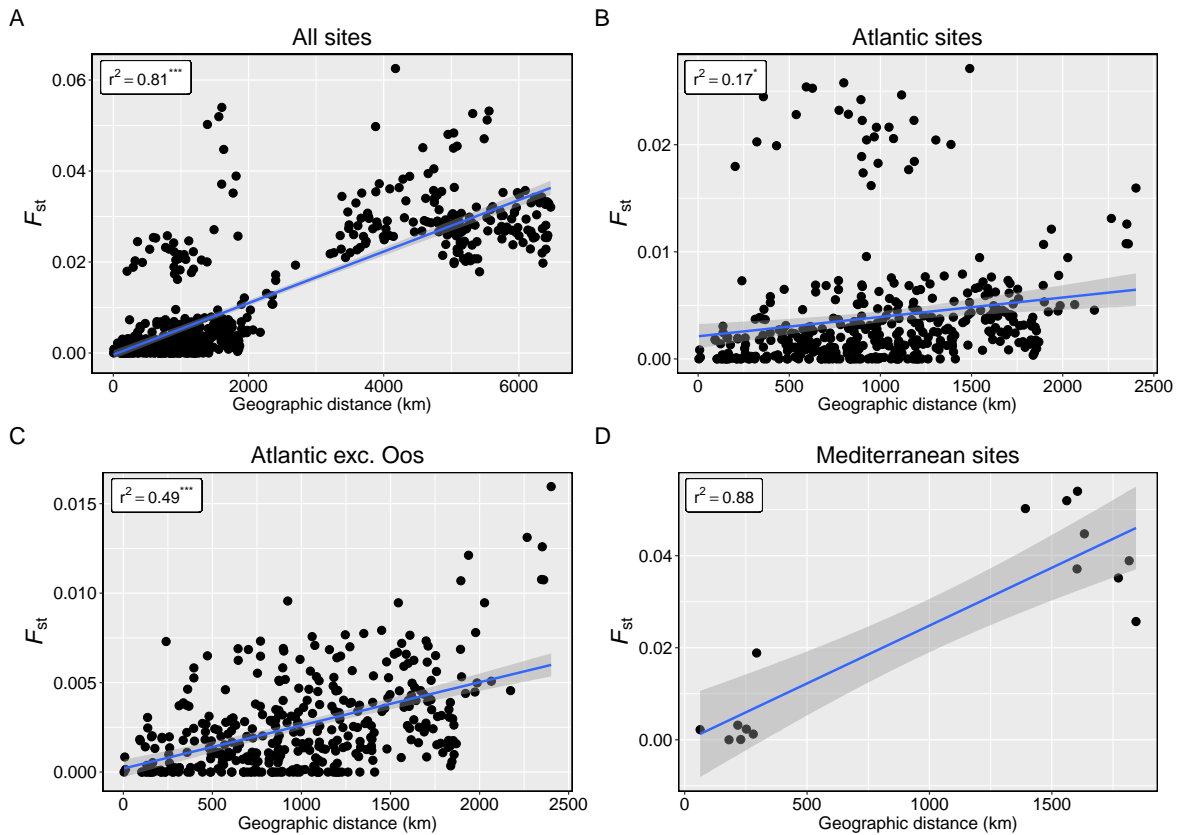 A
All sites
r² = 0.81***
0.06
0.04
0.02
0.00
Fst
0
2000
4000
6000
Geographic distance (km)
B
Atlantic sites
r² = 0.17*
0.02
0.01
0.00
Fst
0
500
1000
1500
2000
2500
Geographic distance (km)
C
Atlantic exc. Oos
r² = 0.49***
0.015
0.010
0.005
0.000
Fst
0
500
1000
1500
2000
2500
Geographic distance (km)
D
Mediterranean sites
r² = 0.88
0.04
0.02
0.00
Fst
0
500
1000
1500
Geographic distance (km)